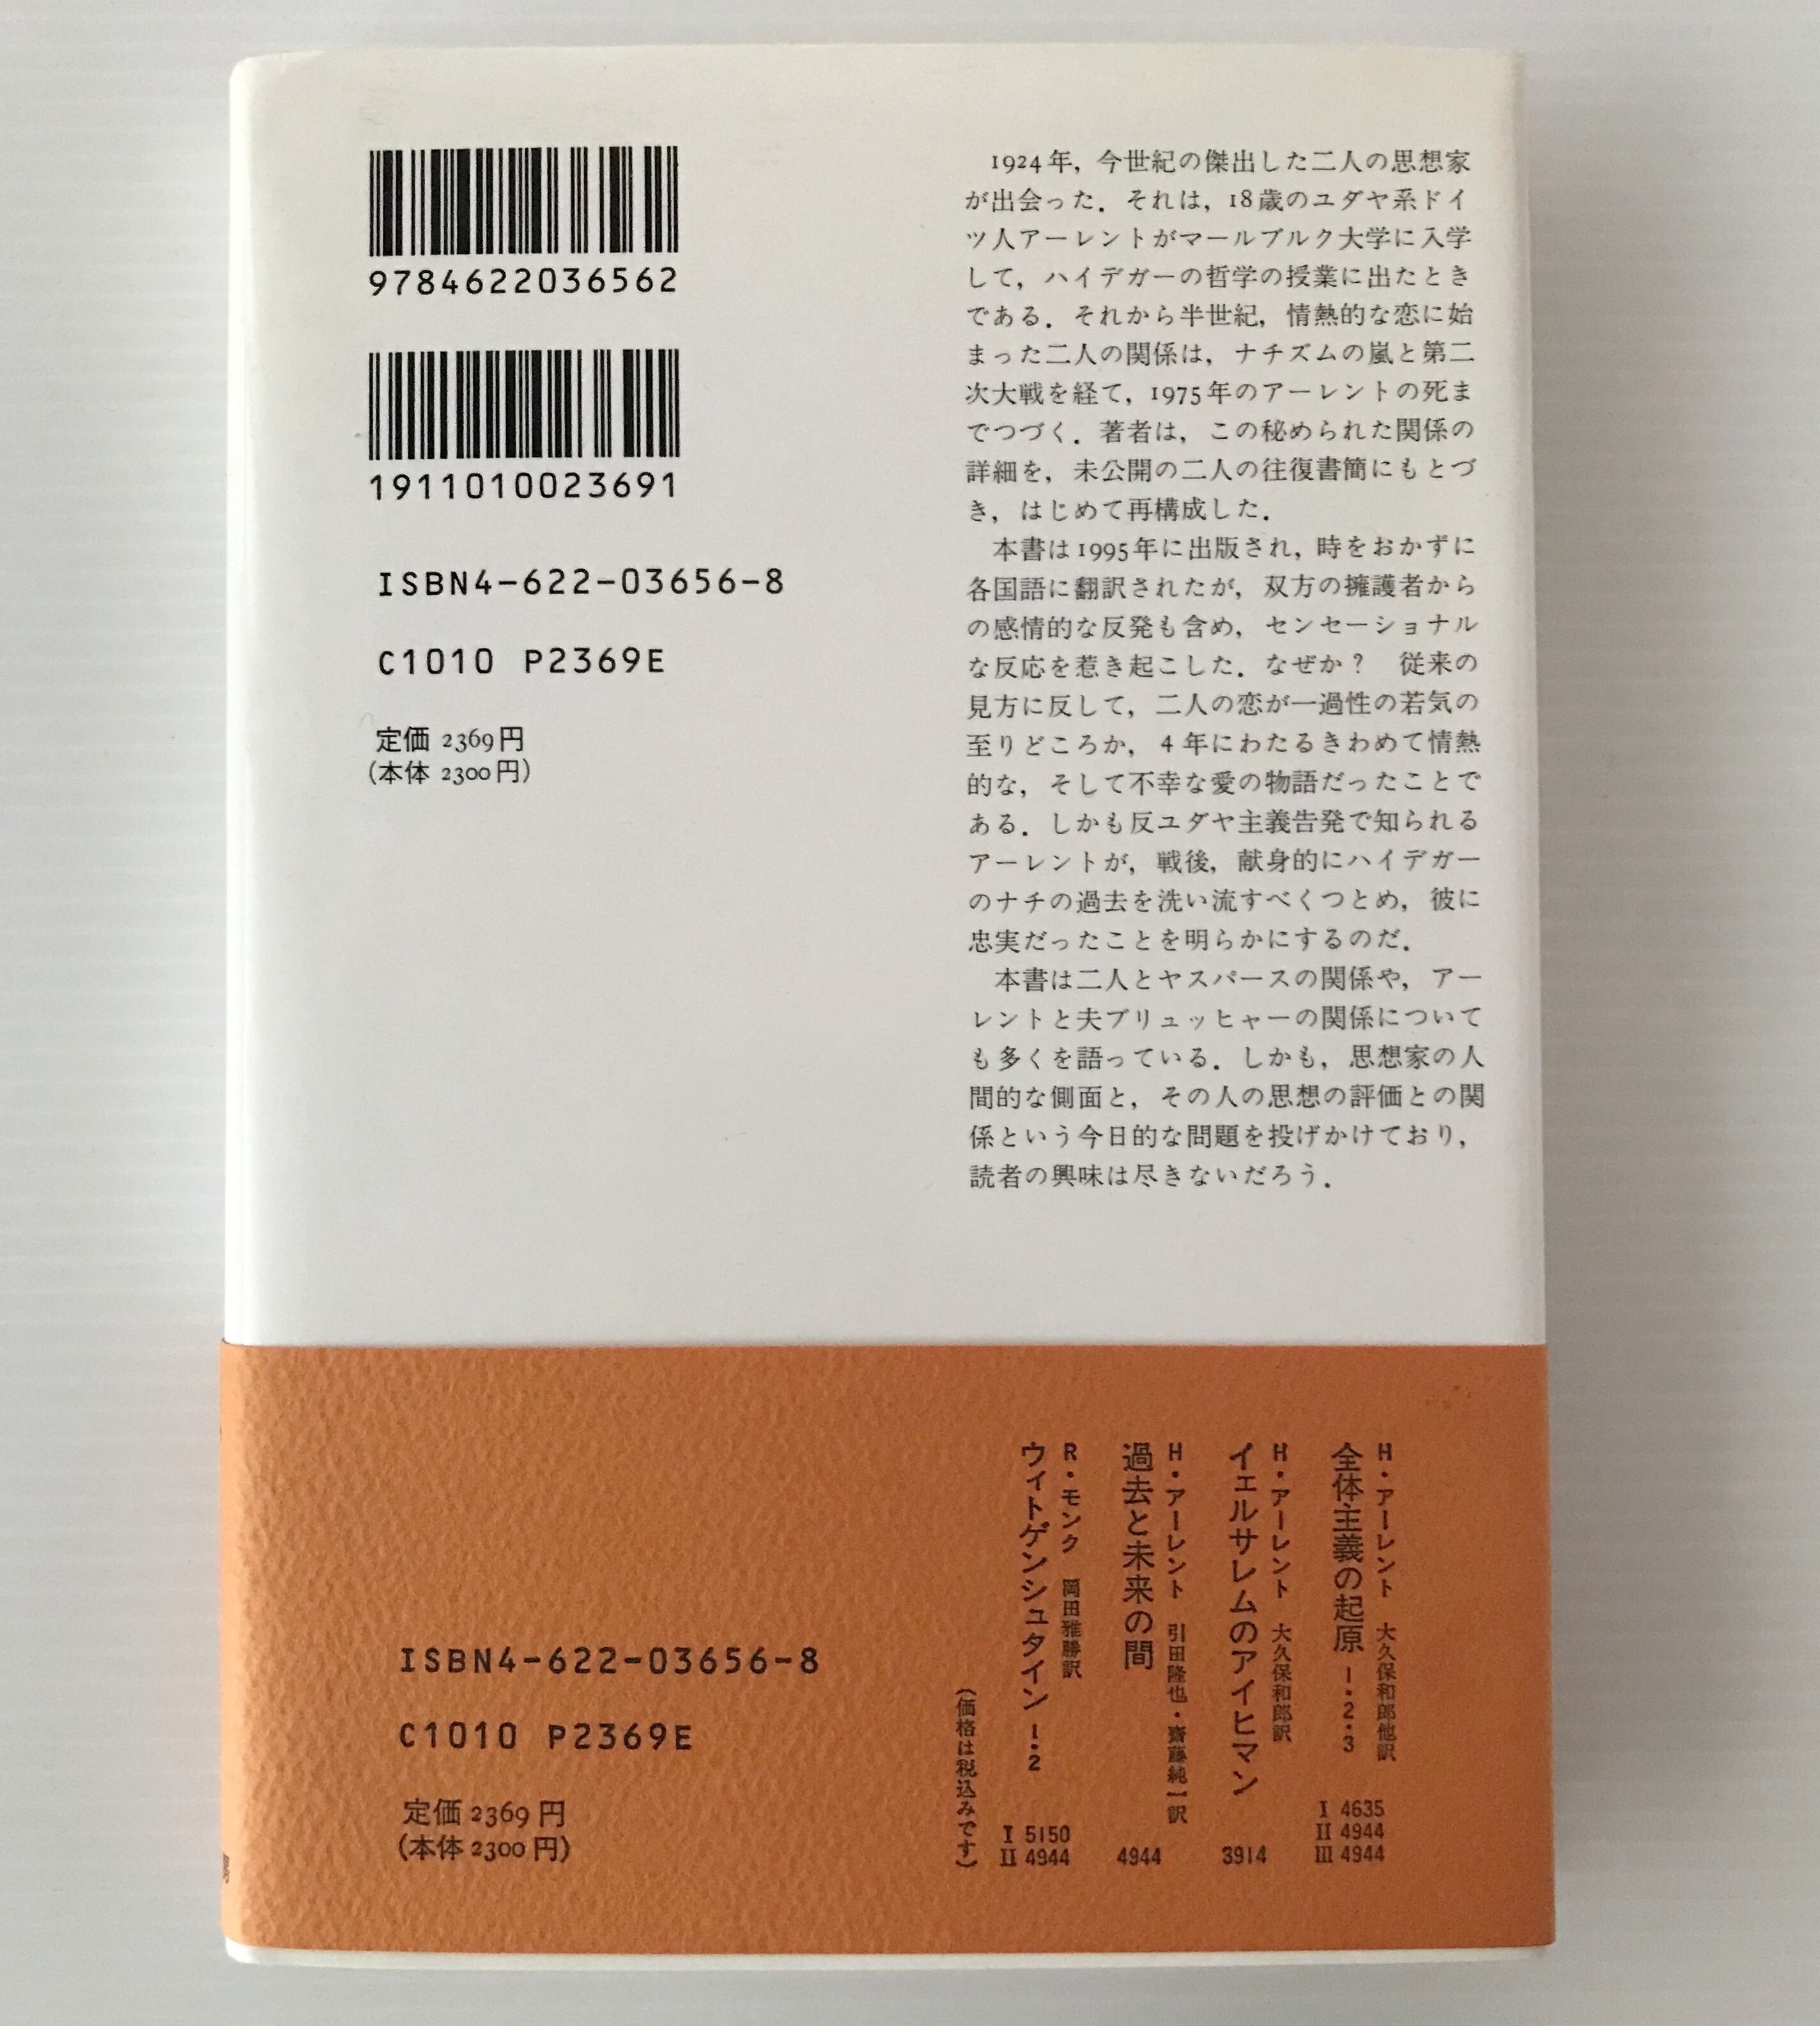 9784622036562
1911010023691
ISBN4-622-03656-8
C1010 P2369E
定価 2369円
(本体 2300円)
1924年，今世紀の傑出した二人の思想家
が出会った．それは，18歳のユダヤ系ドイ
ツ人アーレントがマールブルク大学に入学
して，ハイデガーの哲学の授業に出たとき
である．それから半世紀，情熱的な恋に始
まった二人の関係は，ナチズムの嵐と第二
次大戦を経て，1975年のアーレントの死ま
でつづく．著者は，この秘められた関係の
詳細を，未公開の二人の往復書簡にもとづ
き，はじめて再構成した．
本書は1995年に出版され，時をおかずに
各国語に翻訳されたが，双方の擁護者から
の感情的な反発も含め，センセーショナル
な反応を惹き起こした．なぜか？　従来の
見方に反して，二人の恋が一過性の若気の
至りどころか，4年にわたるきわめて情熱
的な，そして不幸な愛の物語だったことで
ある．しかも反ユダヤ主義告発で知られる
アーレントが，戦後，献身的にハイデガー
のナチの過去を洗い流すべくつとめ，彼に
忠実だったことを明らかにするのだ．
本書は二人とヤスパースの関係や，アー
レントと夫ブリュッヒャーの関係について
も多くを語っている．しかも，思想家の人
間的な側面と，その人の思想の評価との関
係という今日的な問題を投げかけており，
読者の興味は尽きないだろう．
H・アーレント　大久保和郎他訳
全体主義の起原 1・2・3
I 4635
II 4944
III 4944
H・アーレント　大久保和郎訳
イェルサレムのアイヒマン
3914
H・アーレント　引田隆也・齋藤純一訳
過去と未来の間
4944
R・モンク　岡田雅勝訳
ウィトゲンシュタイン 1・2
I 5150
II 4944
(価格は税込みです)
ISBN4-622-03656-8
C1010 P2369E
定価2369円
(本体2300円)